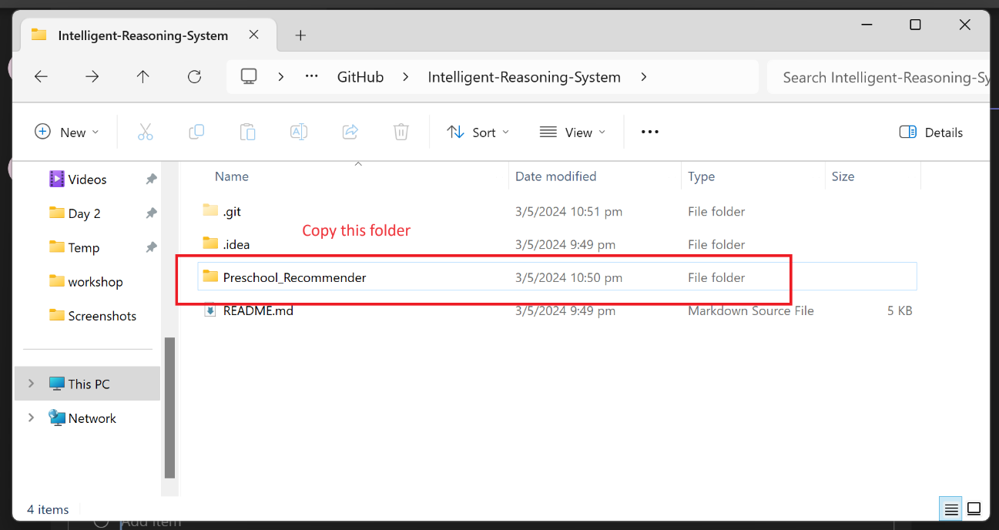 Intelligent-Reasoning-System
GitHub Intelligent-Reasoning-System Search Intelligent-Reasoning-Sy
New Sort View Details
Name Date modified Type Size
Videos
Day 2
Temp
workshop
Screenshots
This PC
Network
.git 3/5/2024 10:51 pm File folder
Copy this folder
.idea 3/5/2024 9:49 pm File folder
Preschool_Recommender 3/5/2024 10:50 pm File folder
README.md 3/5/2024 9:49 pm Markdown Source File 5 KB
4 items
Add item